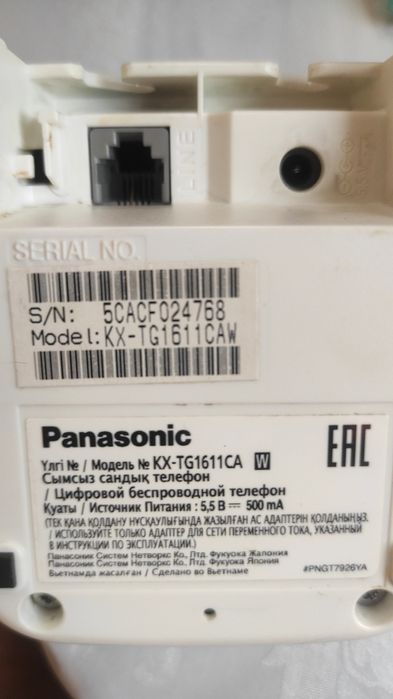 LINE
5.5V
SERIAL NO.
S/N: 5CACF024768
Model:KX-TG1611CAW
Panasonic
EAC
Үлгі № / Модель № KX-TG1611CA W
Сымсыз сандық телефон
/ Цифровой беспроводной телефон
Қуаты / Источник Питания : 5,5 В 500 mA
(ТЕК ҚАНА ҚОЛДАНУ НҰСҚАУЛЫҒЫНДА ЖАЗЫЛҒАН АС АДАПТЕРІН ҚОЛДАНЫҢЫЗ.
/ ИСПОЛЬЗУЙТЕ ТОЛЬКО АДАПТЕР ДЛЯ СЕТИ ПЕРЕМЕННОГО ТОКА, УКАЗАННЫЙ
В ИНСТРУКЦИИ ПО ЭКСПЛУАТАЦИИ.)
Панасоник Систем Нетворкс Ко., Лтд. Фукуока Жапония
Панасоник Систем Нетворкс Ко., Лтд. Фукуока Япония
Вьетнамда жасалған / Сделано во Вьетнаме
#PNGT7926YA